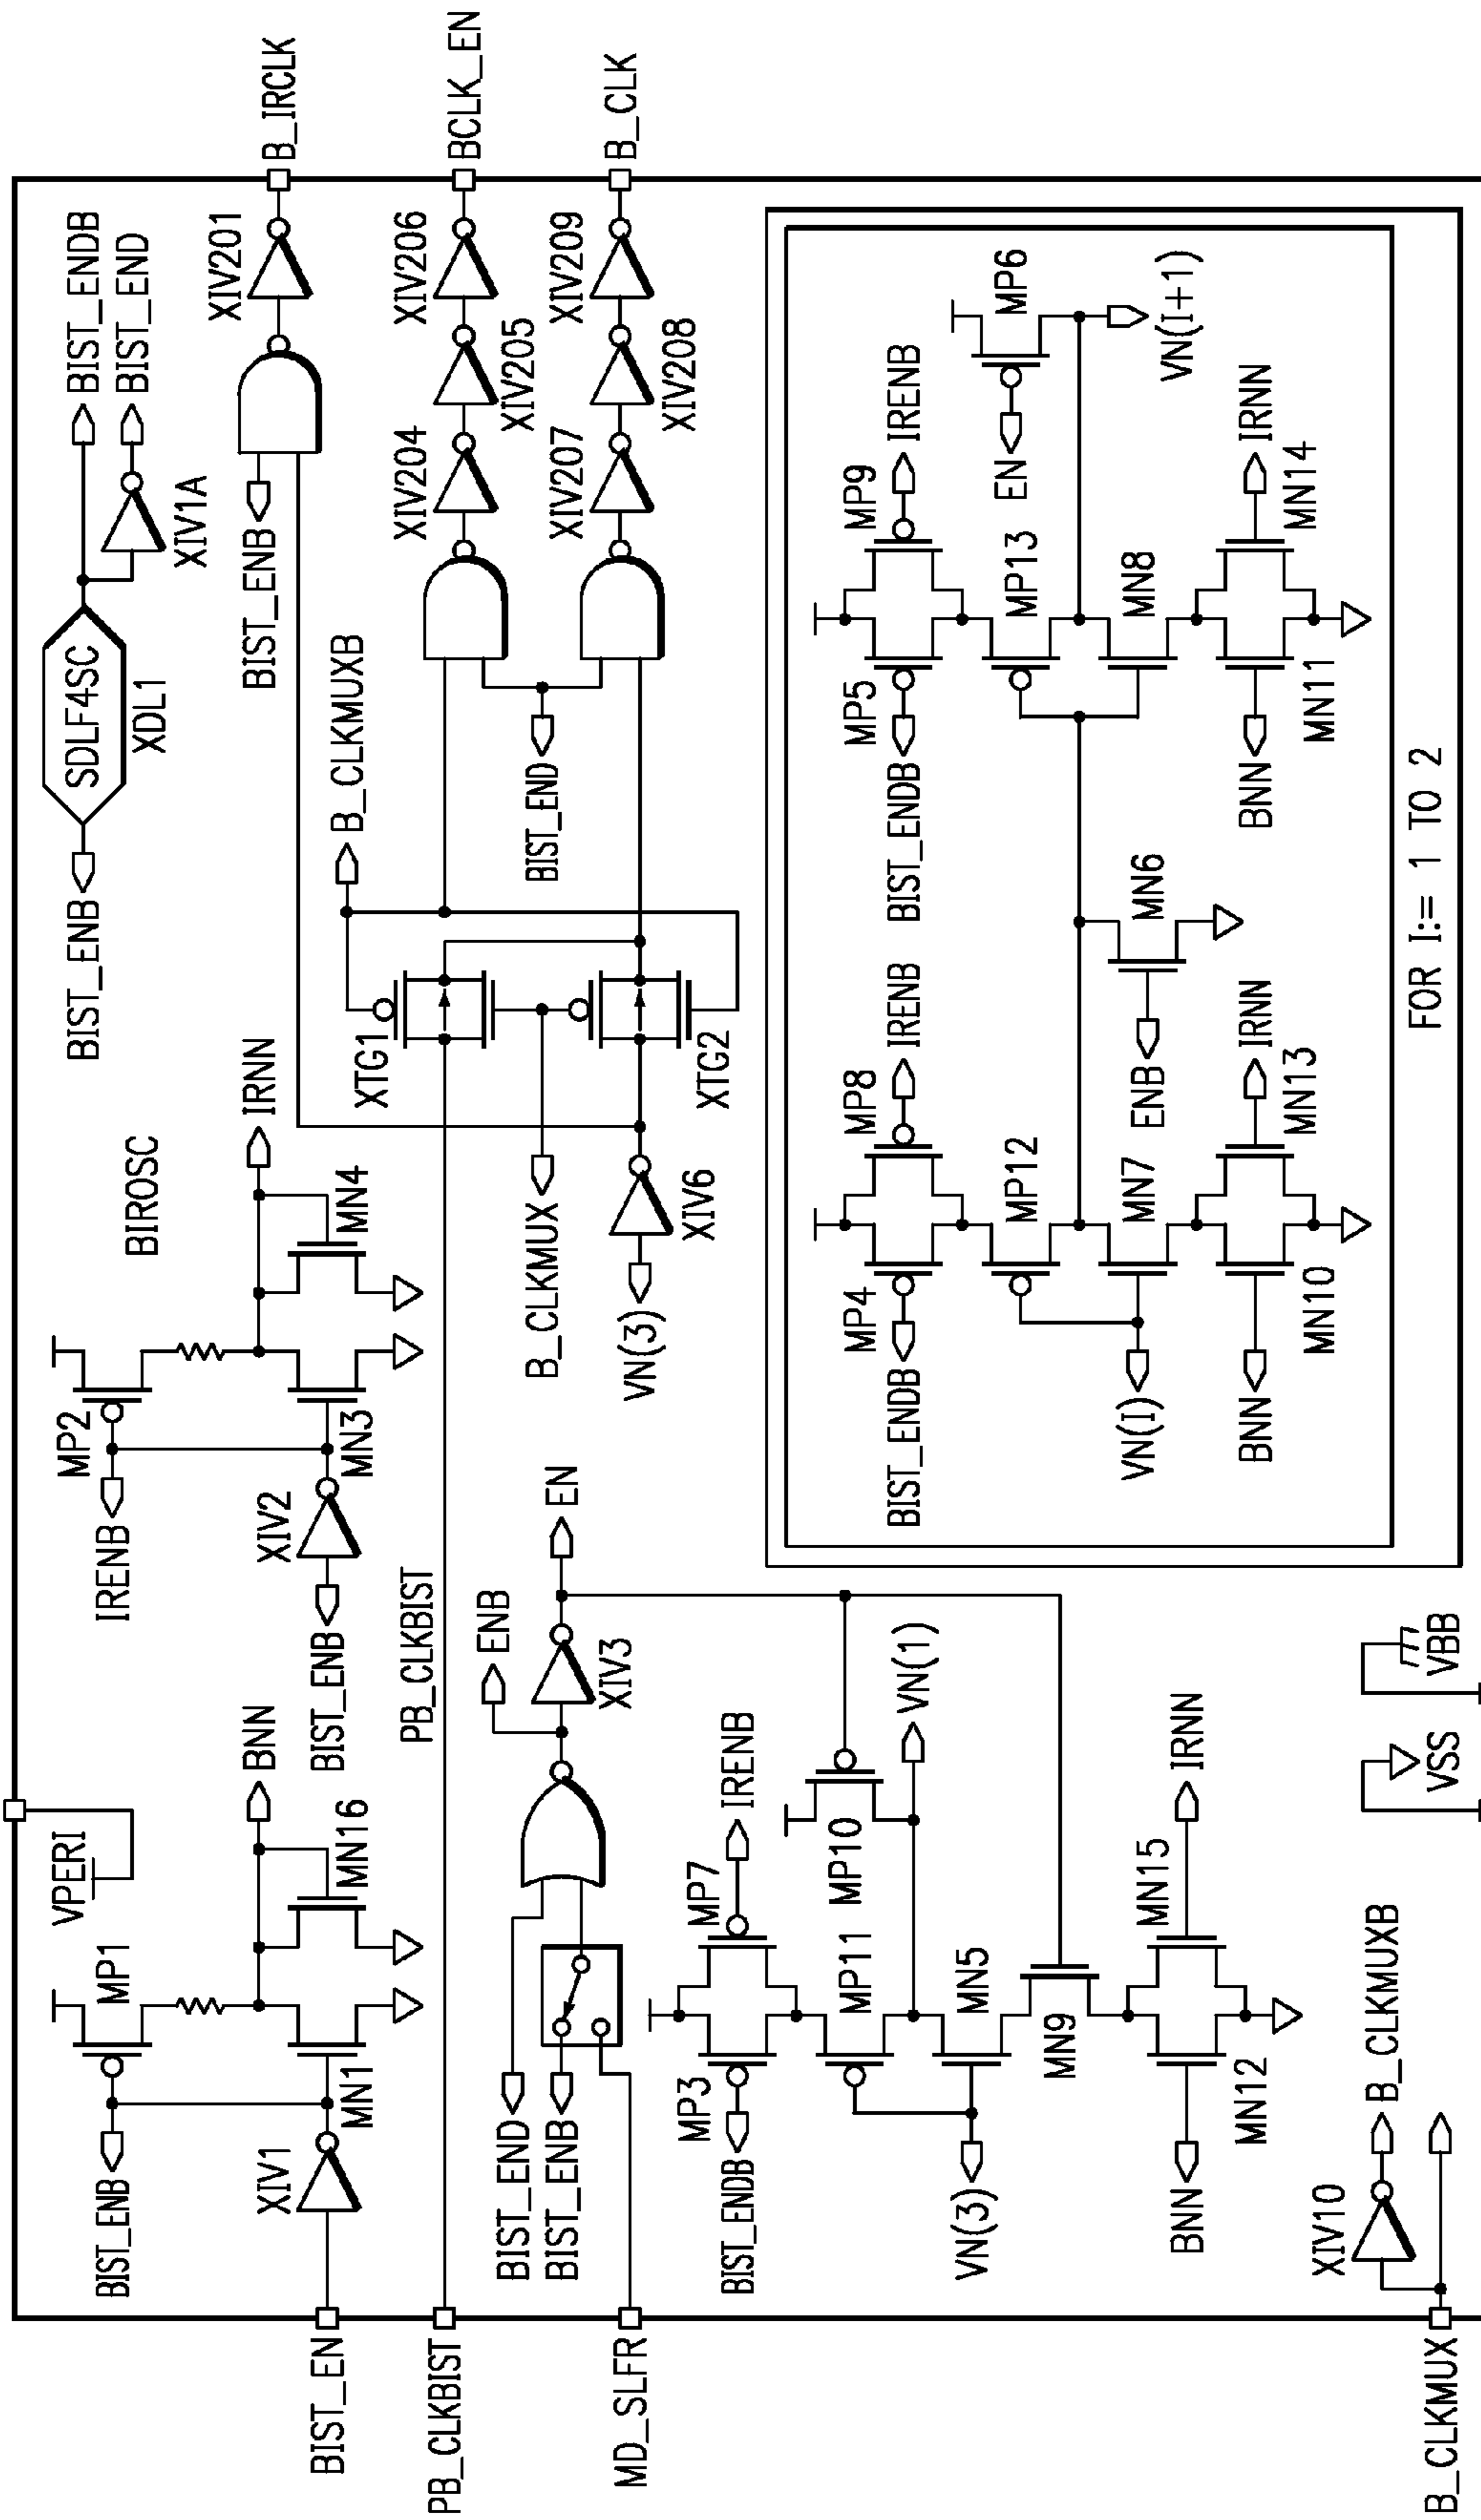 VPERI
BIROSC
BIST_ENB
SDLF4SC
XDL1
BIST_ENDB
BIST_END
XIV1A
BIST_ENB
MP1
BNN
MN16
XIV1
MN1
BIST_EN
IRENB
MP2
IRNN
MN4
XIV2
MN3
BIST_ENB
BIST_ENB
XIV201
B_IRCLK
PB_CLKBIST
PB_CLKBIST
XTG1
B_CLKMUXB
XIV204
XIV205
XIV206
BCLK_EN
BIST_END
BIST_ENB
MD_SLFR
ENB
XIV3
EN
B_CLKMUX
VN(3)
XIV6
XTG2
BIST_END
XIV207
XIV208
XIV209
B_CLK
MP3
MP7
BIST_ENDB
IRENB
MP11
MP10
VN(1)
VN(3)
MN5
MN9
BNN
MN12
MN15
IRNN
MP4
MP8
BIST_ENDB
IRENB
MP12
VN(I)
MN7
ENB
MN6
BNN
MN10
IRNN
MN13
MP5
MP9
BIST_ENDB
IRENB
MP13
EN
MP6
MN8
VN(I+1)
BNN
MN11
IRNN
MN14
FOR I:= 1 TO 2
B_CLKMUX
XIV10
B_CLKMUXB
VSS
VBB